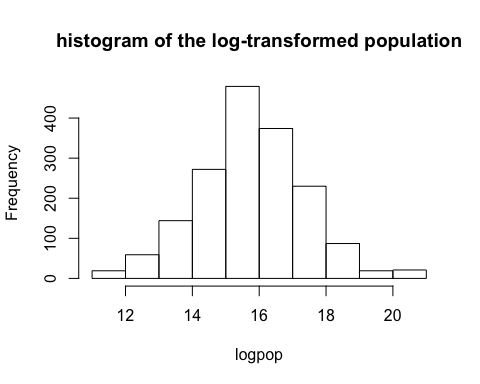 histogram of the log-transformed population
Frequency
400
300
200
100
0
12 14 16 18 20
logpop